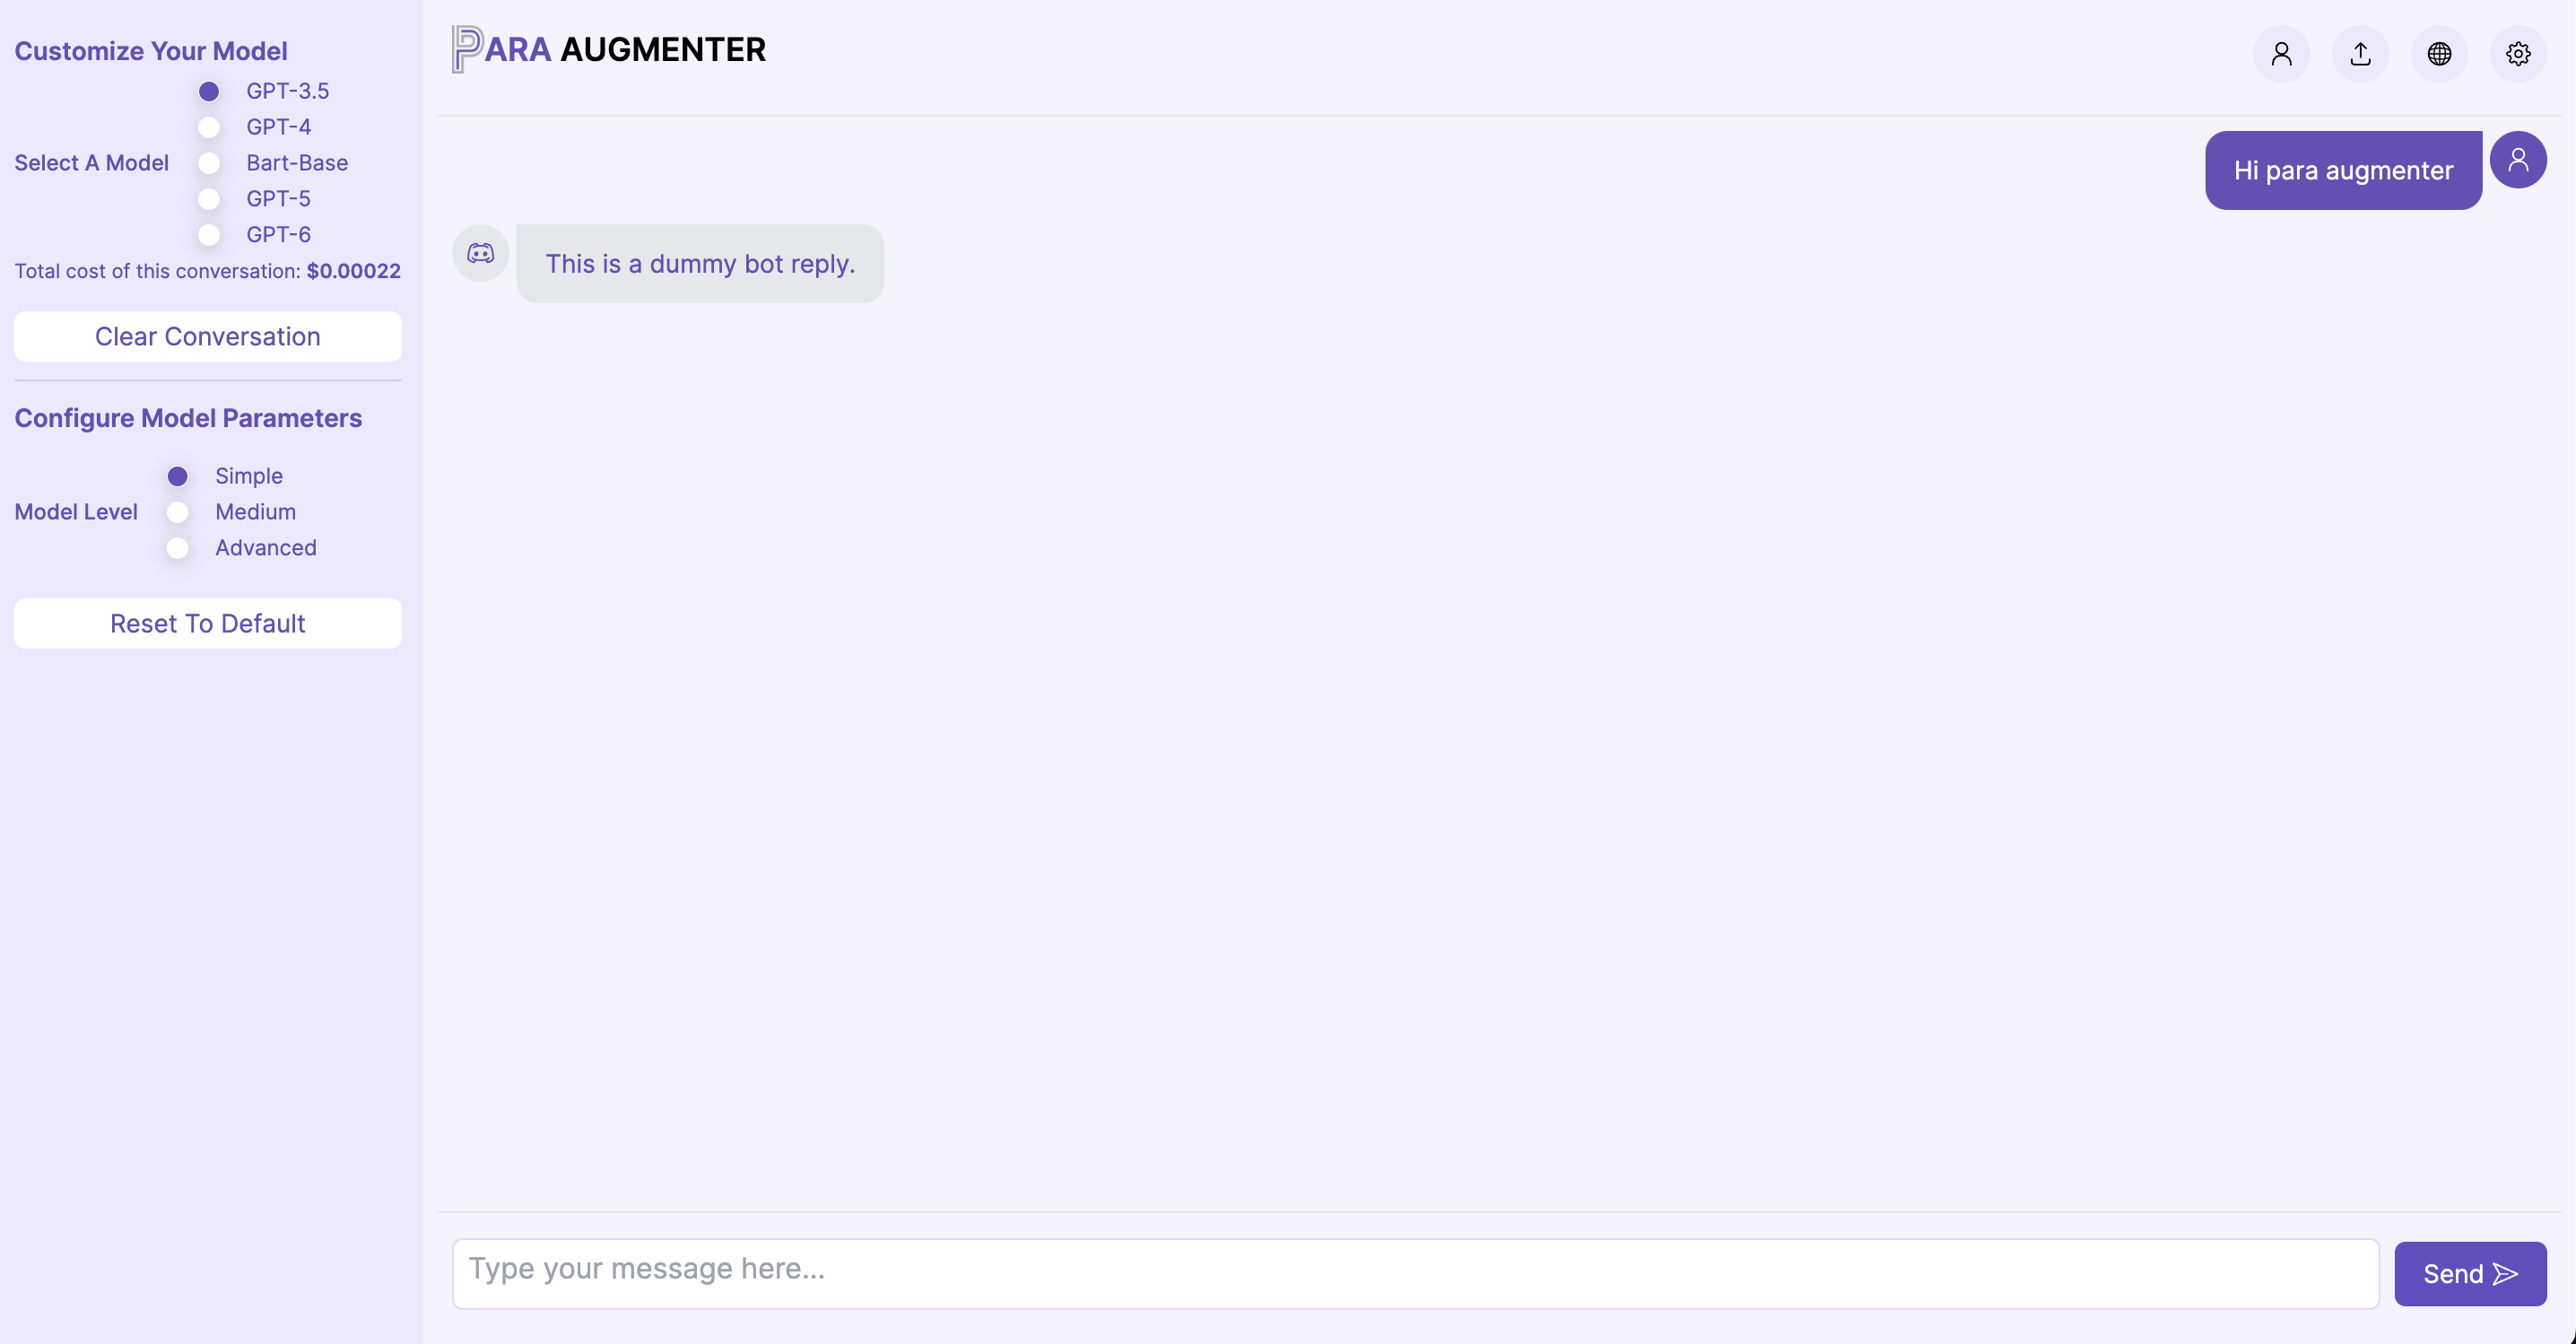 Customize Your Model
Select A Model
GPT-3.5
GPT-4
Bart-Base
GPT-5
GPT-6
Total cost of this conversation: $0.00022
Clear Conversation
Configure Model Parameters
Model Level
Simple
Medium
Advanced
Reset To Default
PARA AUGMENTER
Hi para augmenter
This is a dummy bot reply.
Type your message here...
Send